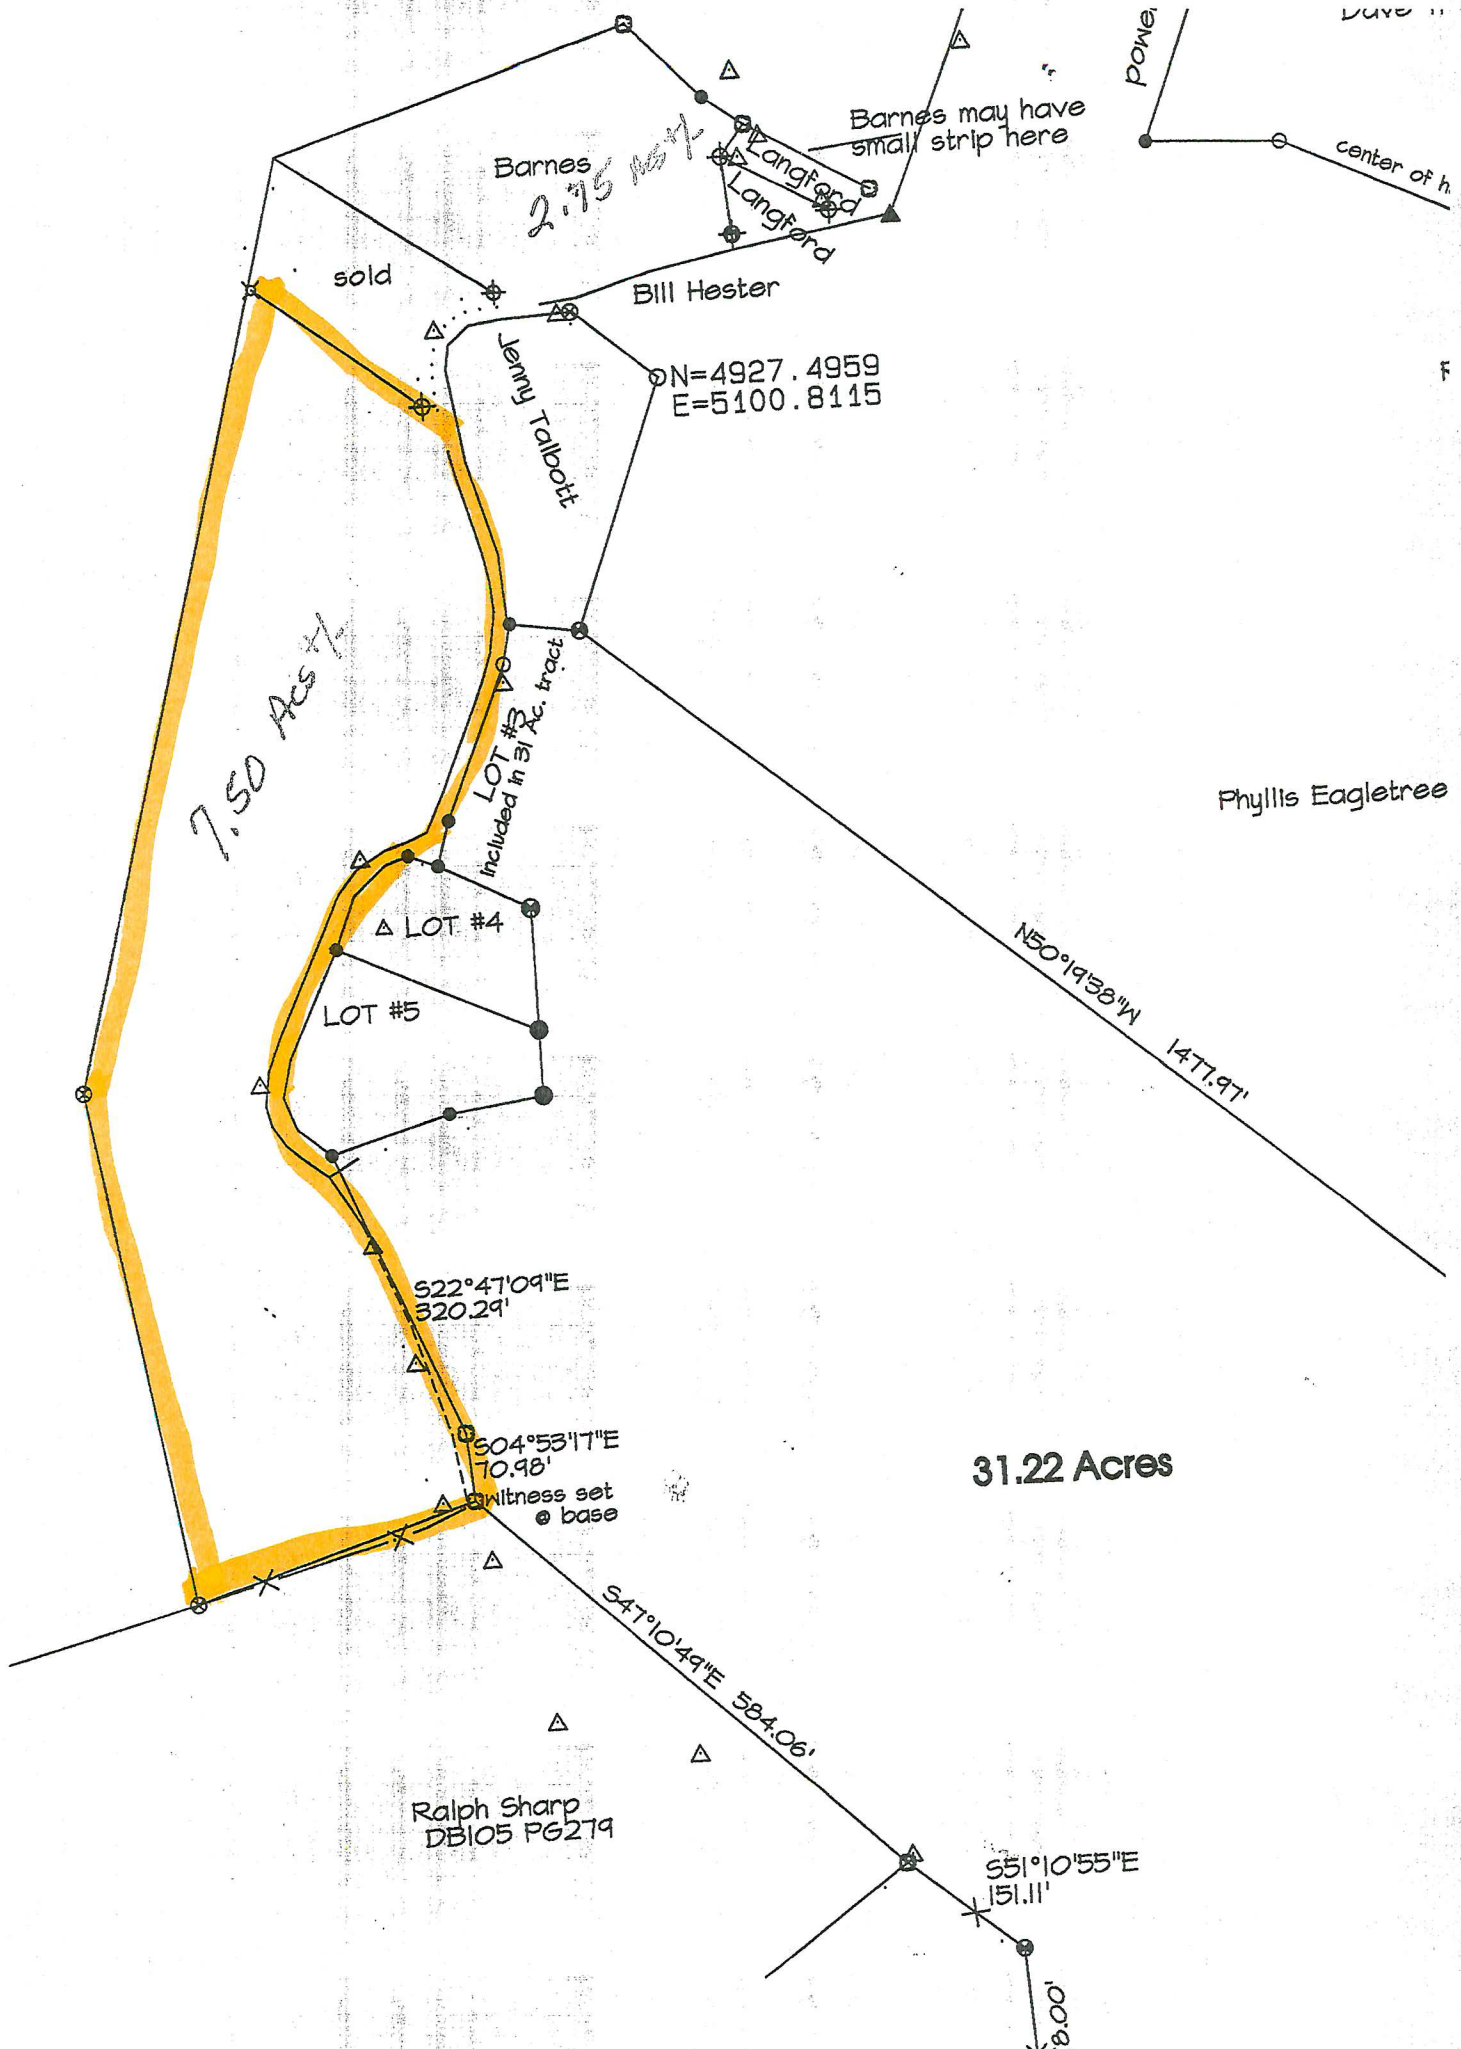 Barnes may have
small strip here
center of h
Barnes
2.75 Acs +/-
Langford
Langford
sold
Bill Hester
Jenny Talbott
N=4927.4959
E=5100.8115
7.50 Acs +/-
LOT #3
included in 31 Ac. tract
Phyllis Eagletree
LOT #4
LOT #5
N50°19'38"W 1477.97'
S22°47'09"E
320.29'
S04°53'17"E
70.98'
witness set
@ base
31.22 Acres
S47°10'49"E 584.06'
Ralph Sharp
DB105 PG279
S51°10'55"E
151.11'
8.00'